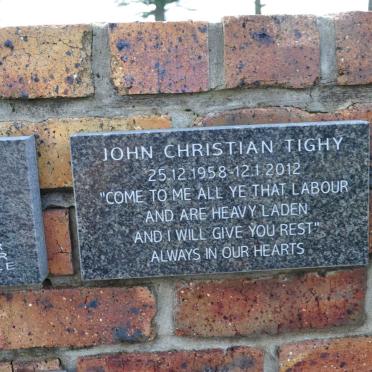 JOHN CHRISTIAN TIGHY
25.12.1958-12.1.2012
"COME TO ME ALL YE THAT LABOUR
AND ARE HEAVY LADEN
AND I WILL GIVE YOU REST"
ALWAYS IN OUR HEARTS